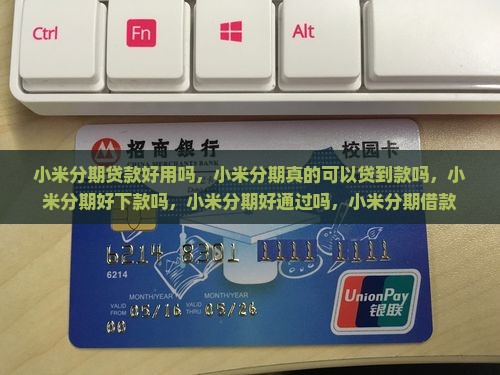 Ctrl
Fn
Alt
招商银行
CHINA MERCHANTS BANK
校园卡
小米分期贷款好用吗，小米分期真的可以贷到款吗，小
米分期好下款吗，小米分期好通过吗，小米分期借款
6214 8301 1111 1111
6214
MONTH/YEAR
MONTH/YEAR
VALID FROM 05/16 VALID THRU 05/26
UnionPay
银联